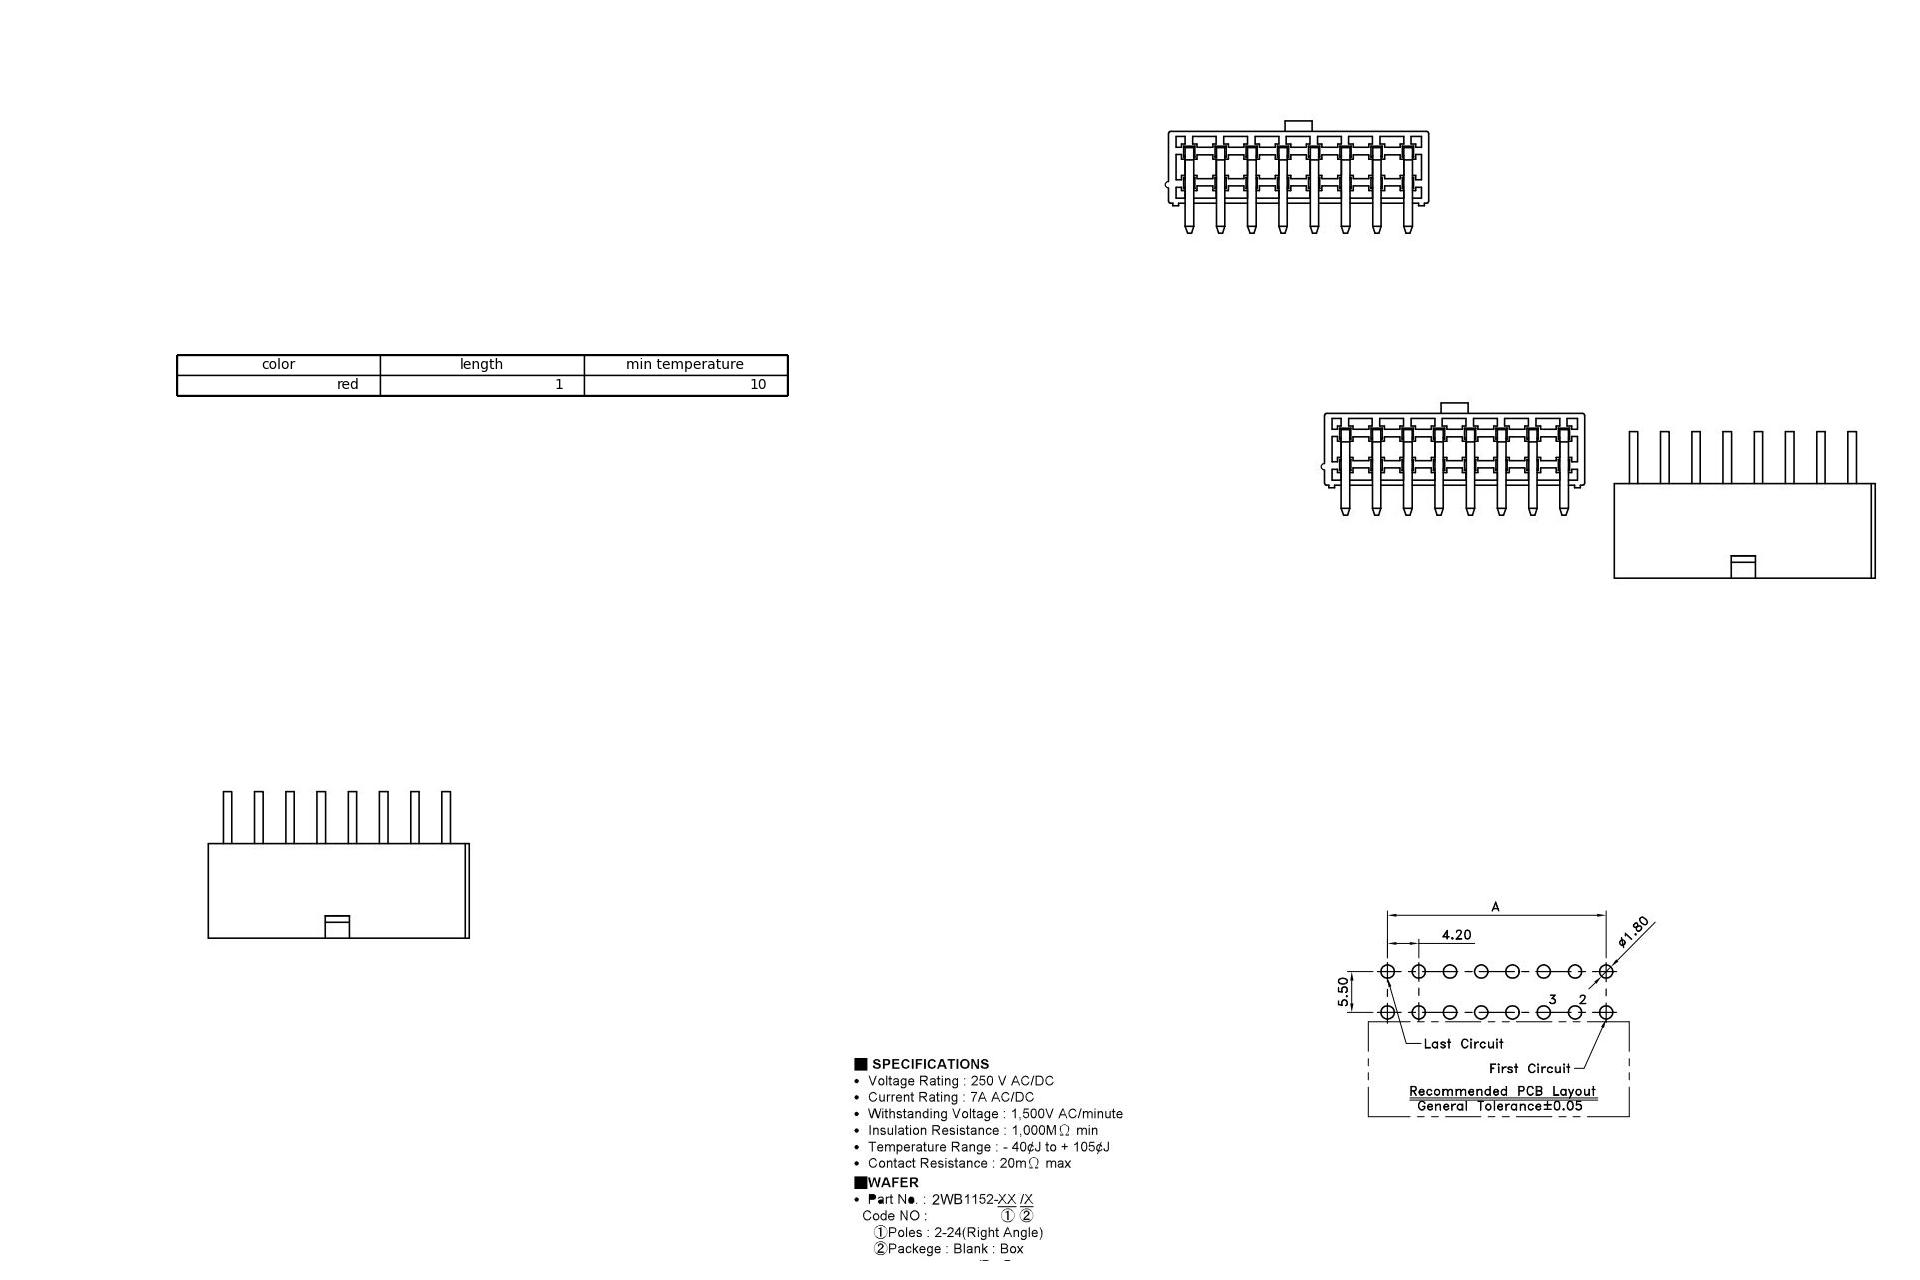 color length min temperature
red 1 10
A
4.20
ø1.80
5.50
3 2
Last Circuit
First Circuit
Recommended PCB Layout
General Tolerance±0.05
■ SPECIFICATIONS
• Voltage Rating : 250 V AC/DC
• Current Rating : 7A AC/DC
• Withstanding Voltage : 1,500V AC/minute
• Insulation Resistance : 1,000MΩ min
• Temperature Range : - 40¢J to + 105¢J
• Contact Resistance : 20mΩ max
■WAFER
• Part No. : 2WB1152-XX /X
Code NO : ① ②
①Poles : 2-24(Right Angle)
②Packege : Blank : Box